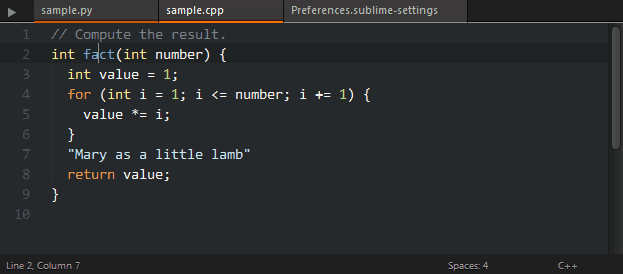 sample.py sample.cpp Preferences.sublime-settings
1 // Compute the result.
2 int fact(int number) {
3 int value = 1;
4 for (int i = 1; i <= number; i += 1) {
5 value *= i;
6 }
7 "Mary as a little lamb"
8 return value;
9 }
10
Line 2, Column 7 Spaces: 4 C++